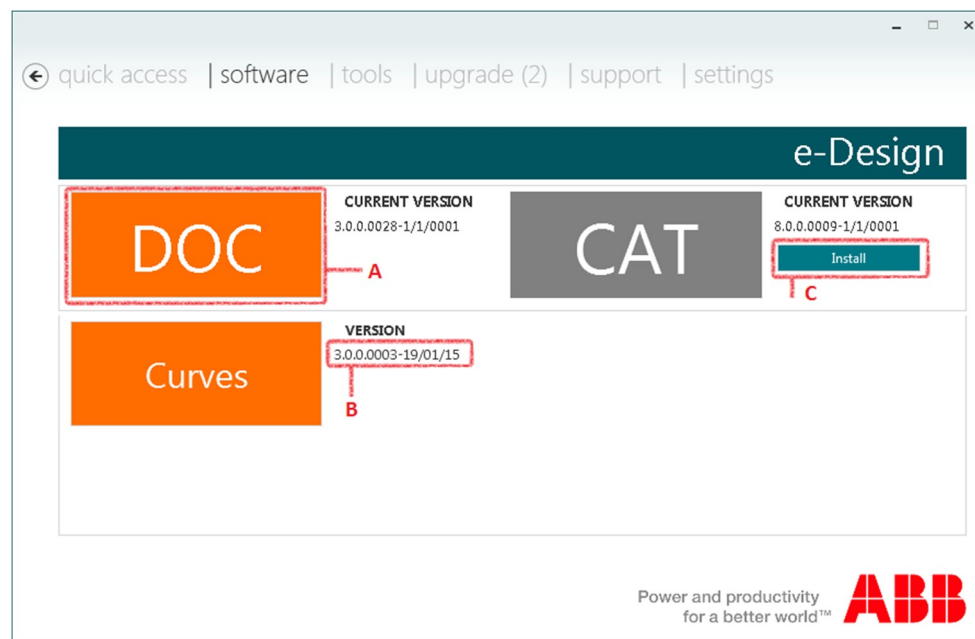 quick access | software | tools | upgrade (2) | support | settings
e-Design
DOC
CURRENT VERSION
3.0.0.0028-1/1/0001
A
CAT
CURRENT VERSION
8.0.0.0009-1/1/0001
Install
C
Curves
VERSION
3.0.0.0003-19/01/15
B
Power and productivity
for a better world™
ABB